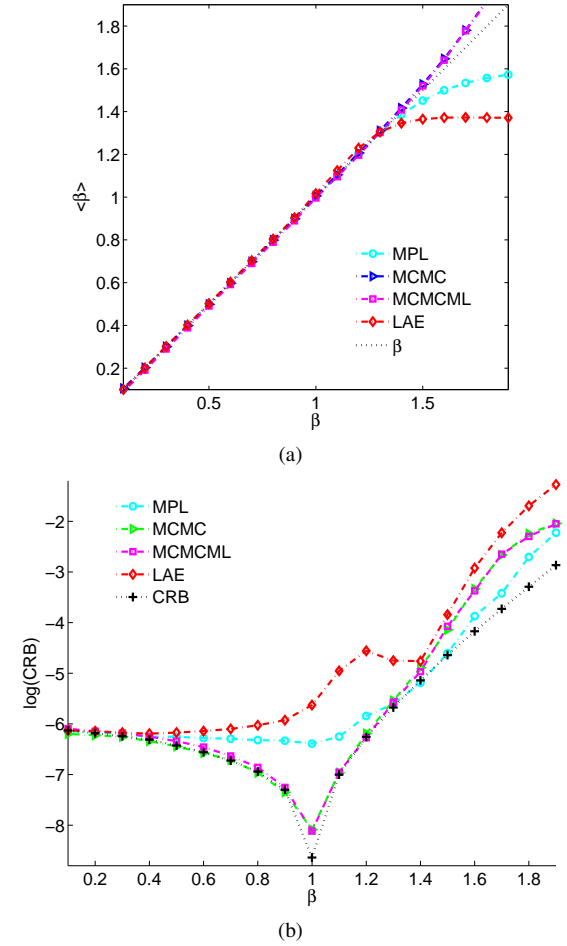 1.8
1.6
1.4
1.2
1
0.8
0.6
0.4
0.2
<β>
MPL
MCMC
MCMCML
LAE
β
0.5 1 1.5
β
(a)
−2
−3
−4
−5
−6
−7
−8
log(CRB)
MPL
MCMC
MCMCML
LAE
CRB
0.2 0.4 0.6 0.8 1 1.2 1.4 1.6 1.8
β
(b)